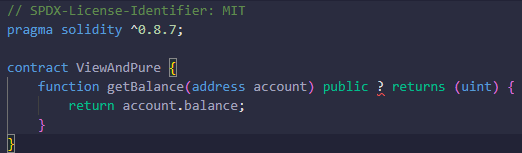 // SPDX-License-Identifier: MIT
pragma solidity ^0.8.7;
contract ViewAndPure {
function getBalance(address account) public ? returns (uint) {
return account.balance;
}
}